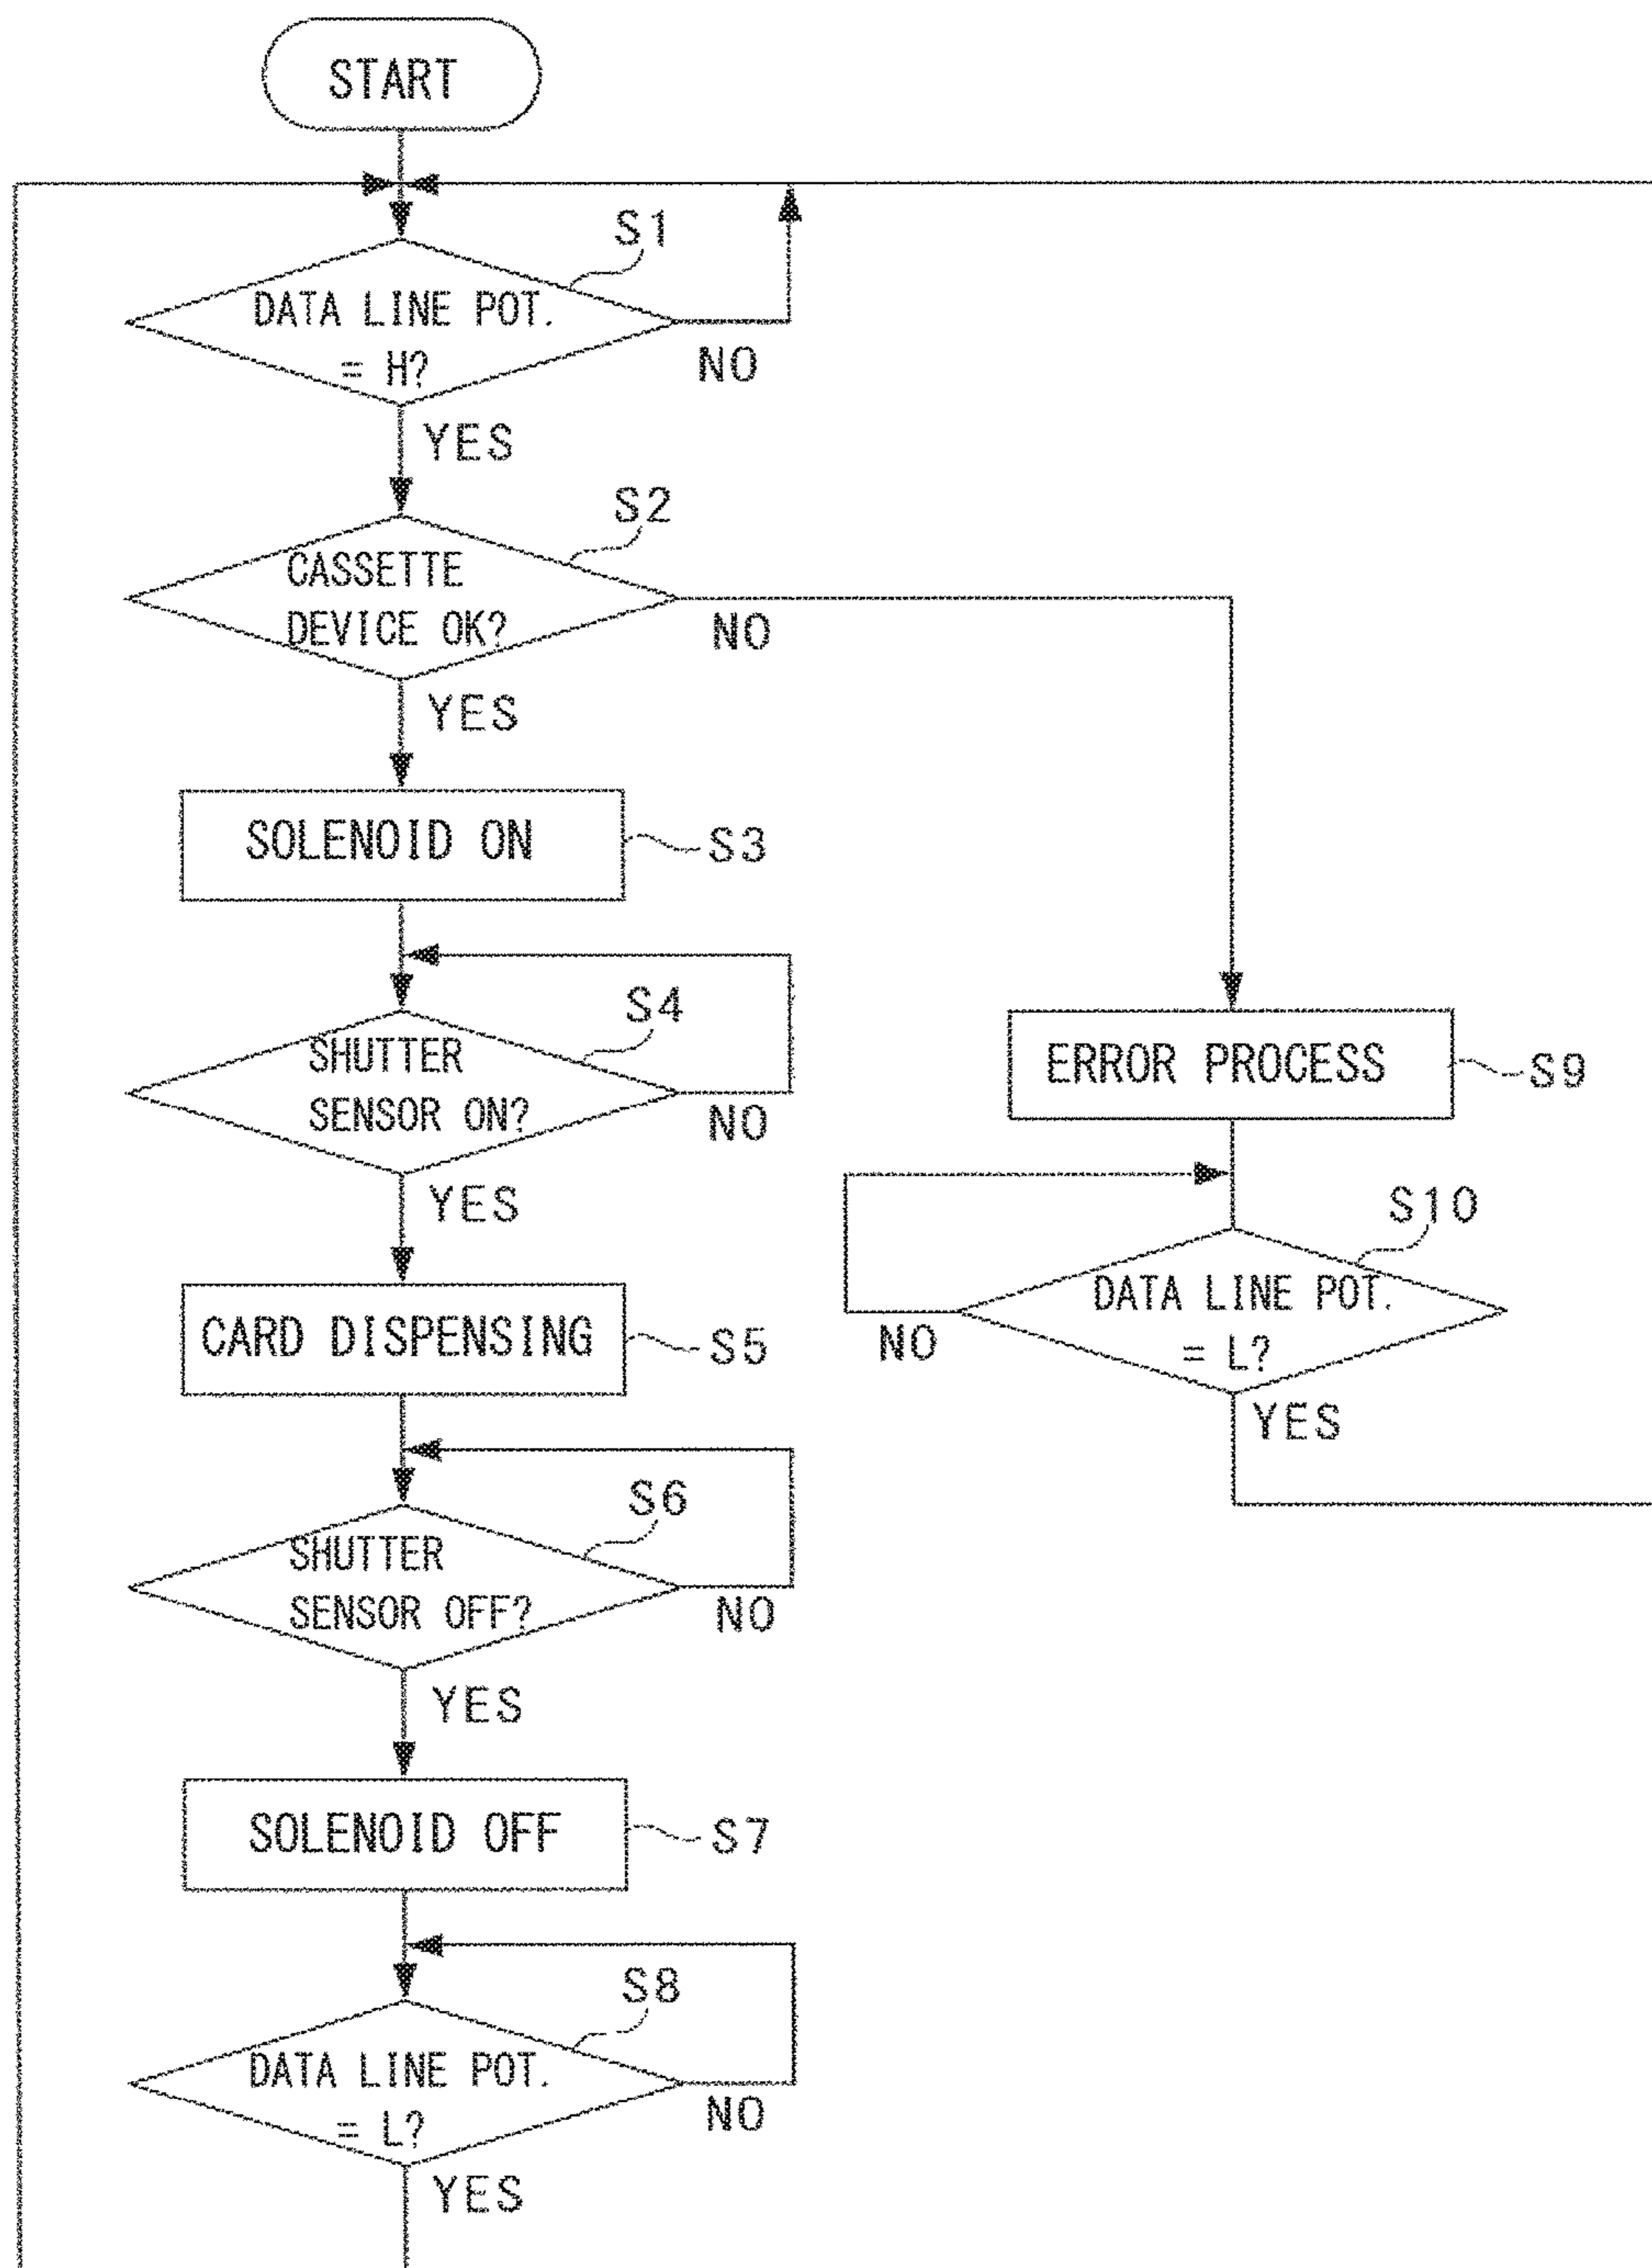 START
S1
DATA LINE POT.
= H?
NO
YES
S2
CASSETTE
DEVICE OK?
NO
YES
SOLENOID ON
S3
S4
SHUTTER
SENSOR ON?
NO
YES
CARD DISPENSING
S5
S6
SHUTTER
SENSOR OFF?
NO
YES
SOLENOID OFF
S7
S8
DATA LINE POT.
= L?
NO
YES
ERROR PROCESS
S9
S10
DATA LINE POT.
= L?
NO
YES